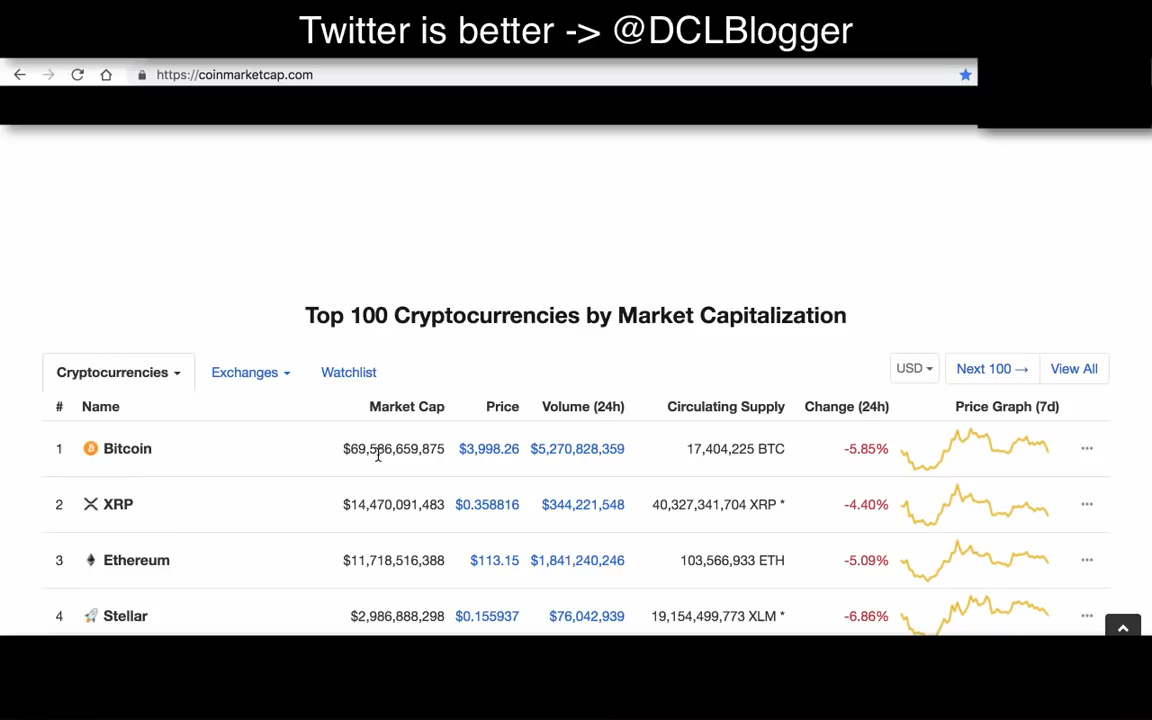 Twitter is better -> @DCLBlogger
https://coinmarketcap.com
Top 100 Cryptocurrencies by Market Capitalization
Cryptocurrencies Exchanges Watchlist USD Next 100 → View All
# Name Market Cap Price Volume (24h) Circulating Supply Change (24h) Price Graph (7d)
1 Bitcoin $69,586,659,875 $3,998.26 $5,270,828,359 17,404,225 BTC -5.85%
2 XRP $14,470,091,483 $0.358816 $344,221,548 40,327,341,704 XRP * -4.40%
3 Ethereum $11,718,516,388 $113.15 $1,841,240,246 103,566,933 ETH -5.09%
4 Stellar $2,986,888,298 $0.155937 $76,042,939 19,154,499,773 XLM * -6.86%